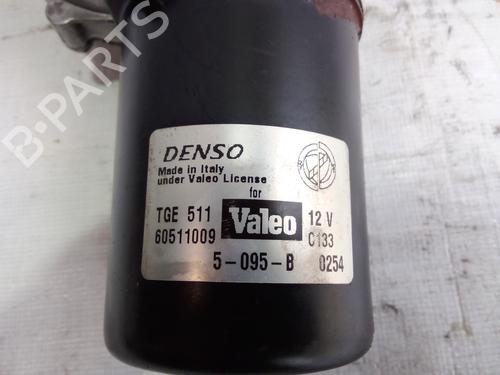 B-PARTS
DENSO
Made in Italy
under Valeo License
for
TGE 511 Valeo 12 V
60511009 C133
5-095-B 0254